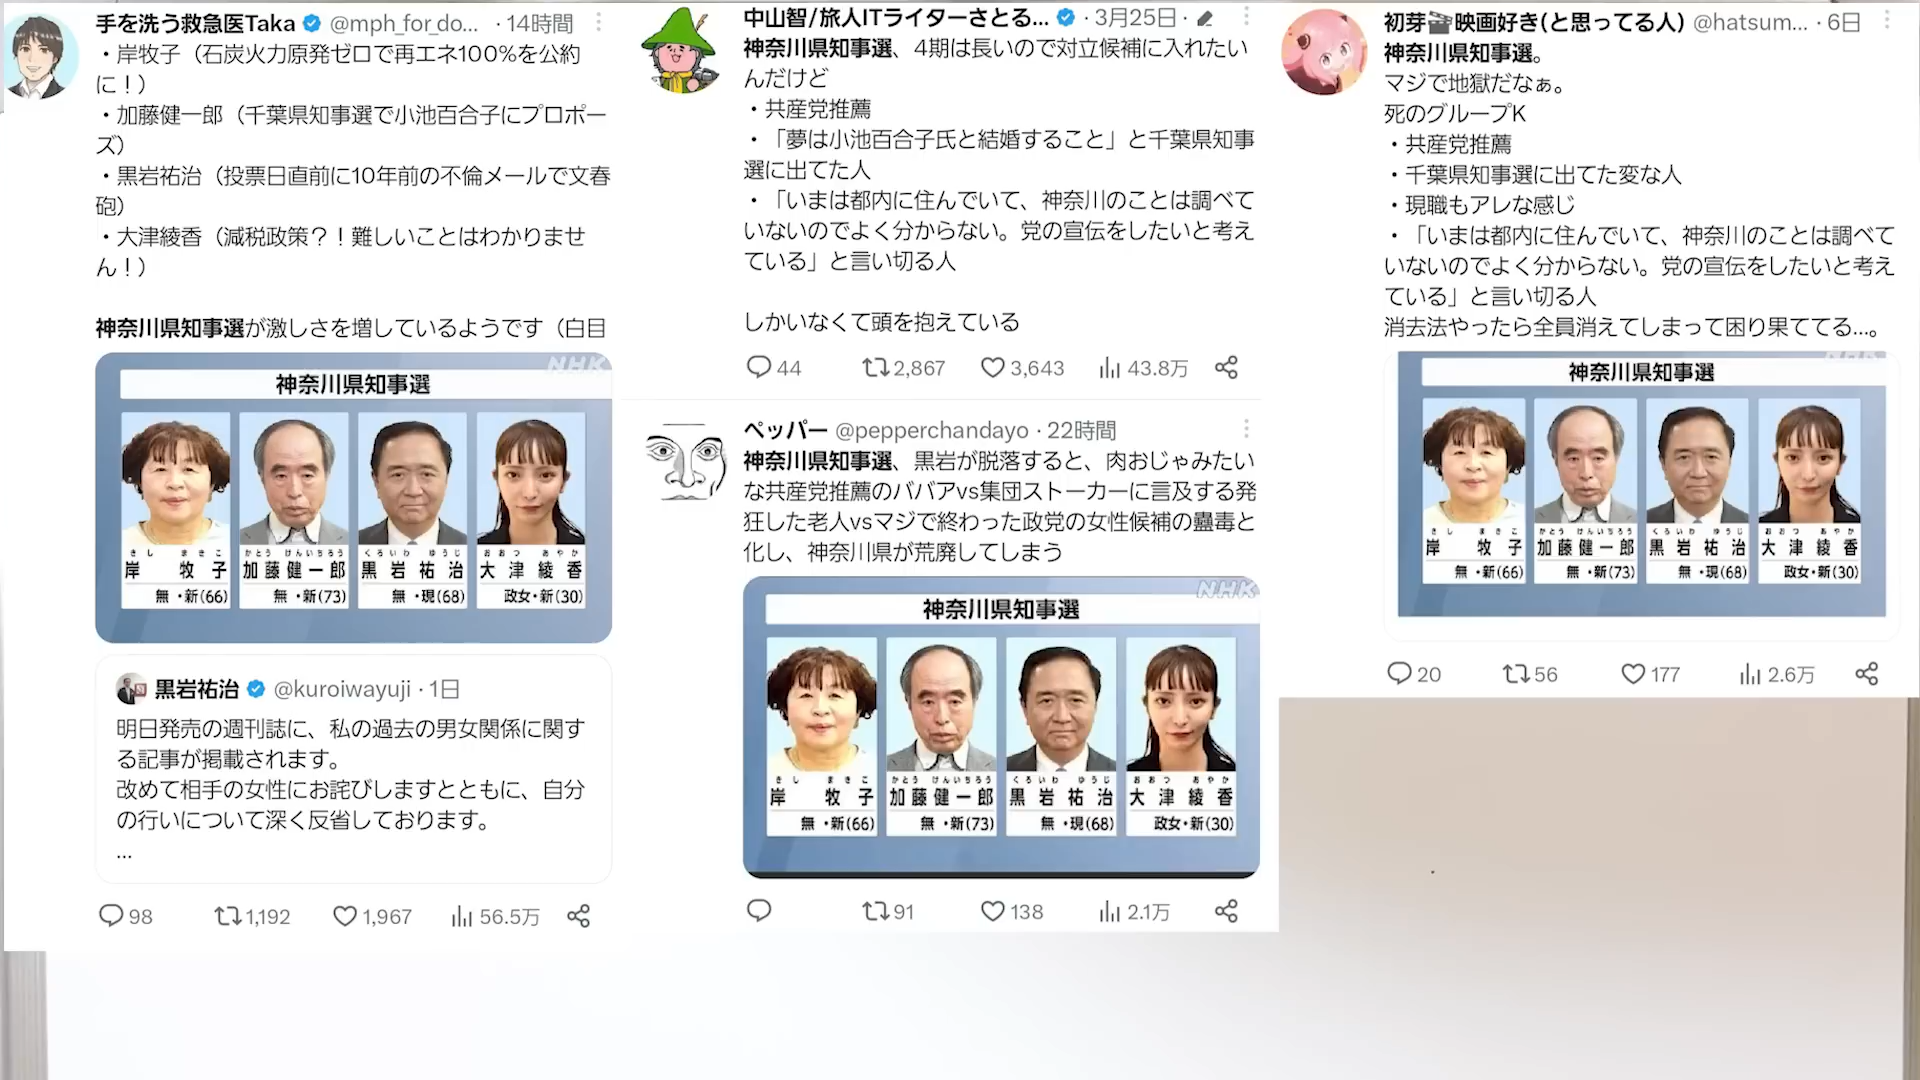 手を洗う救急医Taka @mph_for_do... ・14時間
・岸牧子（石炭火力原発ゼロで再エネ100%を公約
に！）
・加藤健一郎（千葉県知事選で小池百合子にプロポー
ズ）
・黒岩祐治（投票日直前に10年前の不倫メールで文春
砲）
・大津綾香（減税政策？！難しいことはわかりませ
ん！）
神奈川県知事選が激しさを増しているようです（白目
NHK
神奈川県知事選
きし まきこ かとう けんいちろう くろいわ ゆうじ おおつ あやか
岸 牧子 加藤健一郎 黒岩祐治 大津綾香
無・新(66) 無・新(73) 無・現(68) 政女・新(30)
黒岩祐治 @kuroiwayuji・1日
明日発売の週刊誌に、私の過去の男女関係に関す
る記事が掲載されます。
改めて相手の女性にお詫びしますとともに、自分
の行いについて深く反省しております。
...
98 1,192 1,967 56.5万
中山智/旅人ITライターさとる... ・3月25日・
神奈川県知事選、4期は長いので対立候補に入れたい
んだけど
・共産党推薦
・「夢は小池百合子氏と結婚すること」と千葉県知事
選に出てた人
・「いまは都内に住んでいて、神奈川のことは調べて
いないのでよく分からない。党の宣伝をしたいと考え
ている」と言い切る人
しかいなくて頭を抱えている
44 2,867 3,643 43.8万
ペッパー @pepperchandayo・22時間
神奈川県知事選、黒岩が脱落すると、肉おじゃみたい
な共産党推薦のババアvs集団ストーカーに言及する発
狂した老人vsマジで終わった政党の女性候補の蠱毒と
化し、神奈川県が荒廃してしまう
NHK
神奈川県知事選
きし まきこ かとう けんいちろう くろいわ ゆうじ おおつ あやか
岸 牧子 加藤健一郎 黒岩祐治 大津綾香
無・新(66) 無・新(73) 無・現(68) 政女・新(30)
91 138 2.1万
初芽🎬映画好き(と思ってる人) @hatsum... ・6日
神奈川県知事選。
マジで地獄だなぁ。
死のグループK
・共産党推薦
・千葉県知事選に出てた変な人
・現職もアレな感じ
・「いまは都内に住んでいて、神奈川のことは調べて
いないのでよく分からない。党の宣伝をしたいと考え
ている」と言い切る人
消去法やったら全員消えてしまって困り果ててる...。
NHK
神奈川県知事選
きし まきこ かとう けんいちろう くろいわ ゆうじ おおつ あやか
岸 牧子 加藤健一郎 黒岩祐治 大津綾香
無・新(66) 無・新(73) 無・現(68) 政女・新(30)
20 56 177 2.6万